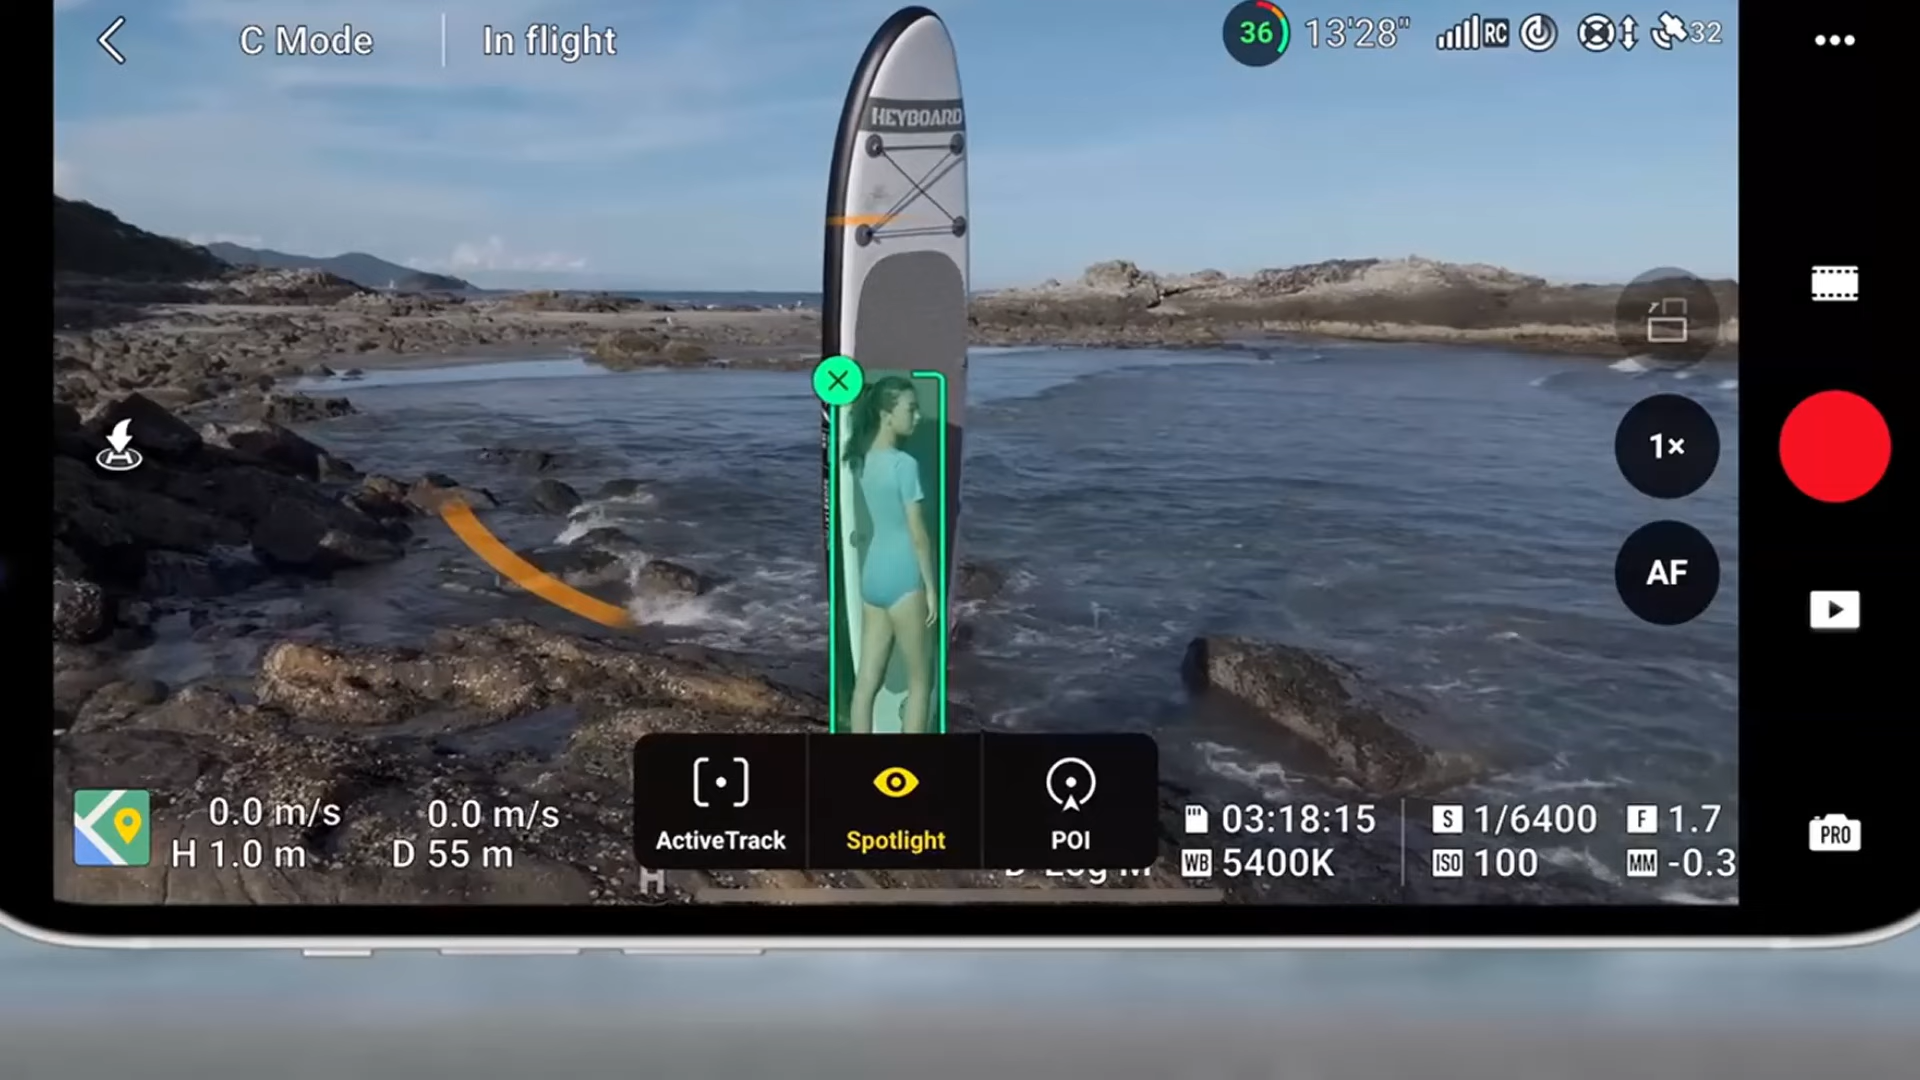 C Mode
In flight
36
13'28"
RC
32
HEYBOARD
1×
AF
PRO
ActiveTrack
Spotlight
POI
0.0 m/s
0.0 m/s
H 1.0 m
D 55 m
H
03:18:15
S 1/6400
F 1.7
WB 5400K
ISO 100
MM -0.3